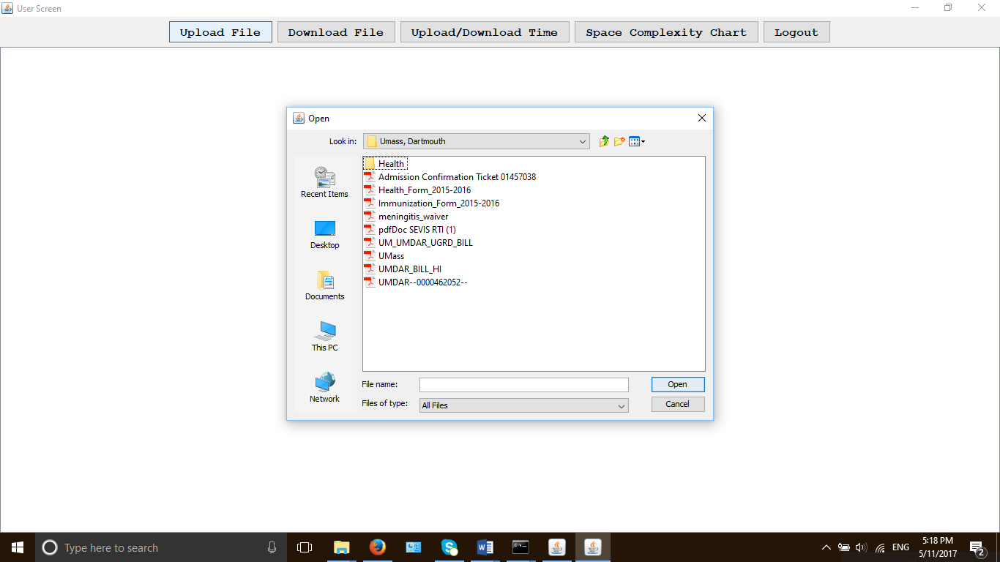 User Screen
Upload File Download File Upload/Download Time Space Complexity Chart Logout
Open
Look in: Umass, Dartmouth
Recent Items
Desktop
Documents
This PC
Network
Health
Admission Confirmation Ticket 01457038
Health_Form_2015-2016
Immunization_Form_2015-2016
meningitis_waiver
pdfDoc SEVIS RTI (1)
UM_UMDAR_UGRD_BILL
UMass
UMDAR_BILL_HI
UMDAR--0000462052--
File name: Open
Files of type: All Files Cancel
Type here to search
ENG
5:18 PM
5/11/2017
2